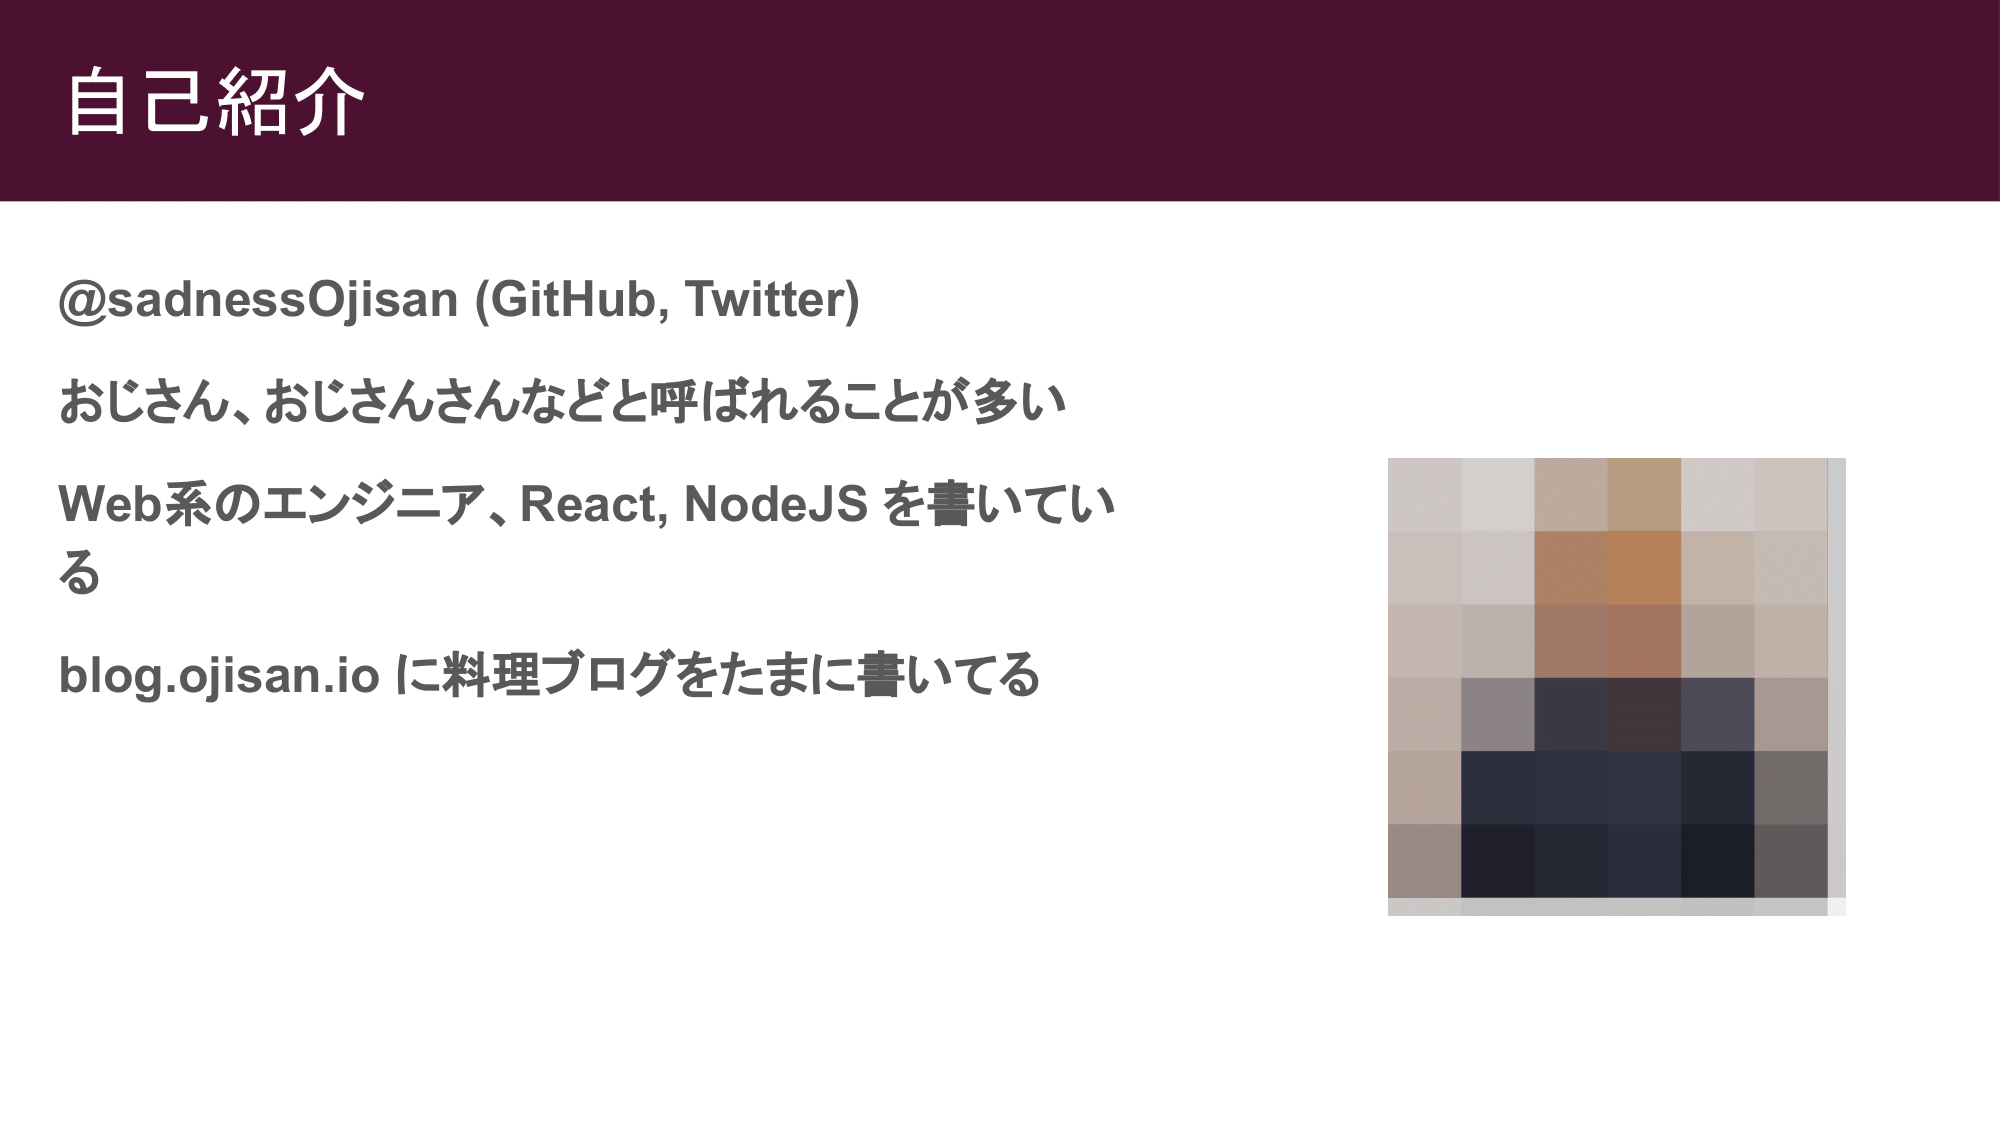 自己紹介
@sadnessOjisan (GitHub, Twitter)
おじさん、おじさんさんなどと呼ばれることが多い
Web系のエンジニア、React, NodeJS を書いてい
る
blog.ojisan.io に料理ブログをたまに書いてる